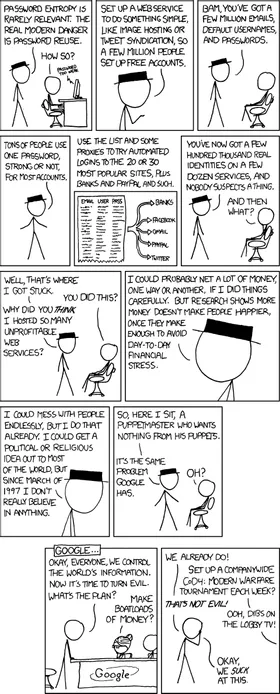 PASSWORD ENTROPY IS
RARELY RELEVANT. THE
REAL MODERN DANGER
IS PASSWORD REUSE.
HOW SO?
PASSWORD
TOO WEAK
SET UP A WEB SERVICE
TO DO SOMETHING SIMPLE,
LIKE IMAGE HOSTING OR
TWEET SYNDICATION, SO
A FEW MILLION PEOPLE
SET UP FREE ACCOUNTS.
BAM, YOU'VE GOT
A FEW MILLION EMAILS,
DEFAULT USERNAMES,
AND PASSWORDS.
TONS OF PEOPLE USE
ONE PASSWORD,
STRONG OR NOT,
FOR MOST ACCOUNTS.
USE THE LIST AND SOME
PROXIES TO TRY AUTOMATED
LOGINS TO THE 20 OR 30
MOST POPULAR SITES, PLUS
BANKS AND PAYPAL AND SUCH.
EMAIL USER PASS
BANKS
FACEBOOK
GMAIL
PAYPAL
TWITTER
YOU'VE NOW GOT A FEW
HUNDRED THOUSAND REAL
IDENTITIES ON A FEW
DOZEN SERVICES, AND
NOBODY SUSPECTS A THING.
AND THEN
WHAT?
WELL, THAT'S WHERE
I GOT STUCK.
YOU DID THIS?
WHY DID YOU THINK
I HOSTED SO MANY
UNPROFITABLE
WEB
SERVICES?
I COULD PROBABLY NET A LOT OF MONEY,
ONE WAY OR ANOTHER, IF I DID THINGS
CAREFULLY. BUT RESEARCH SHOWS MORE
MONEY DOESN'T MAKE PEOPLE HAPPIER,
ONCE THEY MAKE
ENOUGH TO AVOID
DAY-TO-DAY
FINANCIAL
STRESS.
I COULD MESS WITH PEOPLE
ENDLESSLY, BUT I DO THAT
ALREADY. I COULD GET A
POLITICAL OR RELIGIOUS
IDEA OUT TO MOST
OF THE WORLD, BUT
SINCE MARCH OF
1997 I DON'T
REALLY BELIEVE
IN ANYTHING.
SO, HERE I SIT, A
PUPPETMASTER WHO WANTS
NOTHING FROM HIS PUPPETS.
IT'S THE SAME
PROBLEM
GOOGLE
HAS.
OH?
GOOGLE...
OKAY, EVERYONE, WE CONTROL
THE WORLD'S INFORMATION.
NOW IT'S TIME TO TURN EVIL.
WHAT'S THE PLAN?
MAKE
BOATLOADS
OF MONEY?
Google
WE ALREADY DO!
SET UP A COMPANYWIDE
CoD4: MODERN WARFARE
TOURNAMENT EACH WEEK?
THAT'S NOT EVIL!
OOH, DIBS ON
THE LOBBY TV!
OKAY,
WE SUCK
AT THIS.